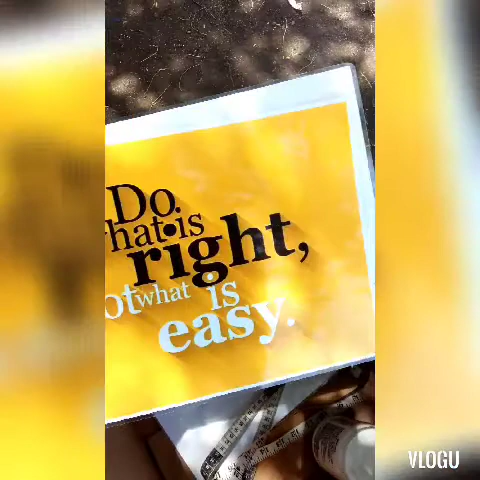 Do
hat is
right,
ot what is
easy.
VLOGU